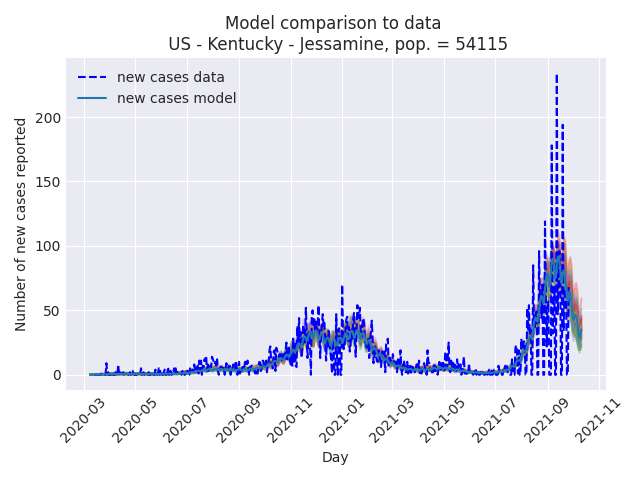 Model comparison to data
US - Kentucky - Jessamine, pop. = 54115
new cases data
new cases model
Number of new cases reported
200
150
100
50
0
2020-03
2020-05
2020-07
2020-09
2020-11
2021-01
2021-03
2021-05
2021-07
2021-09
2021-11
Day